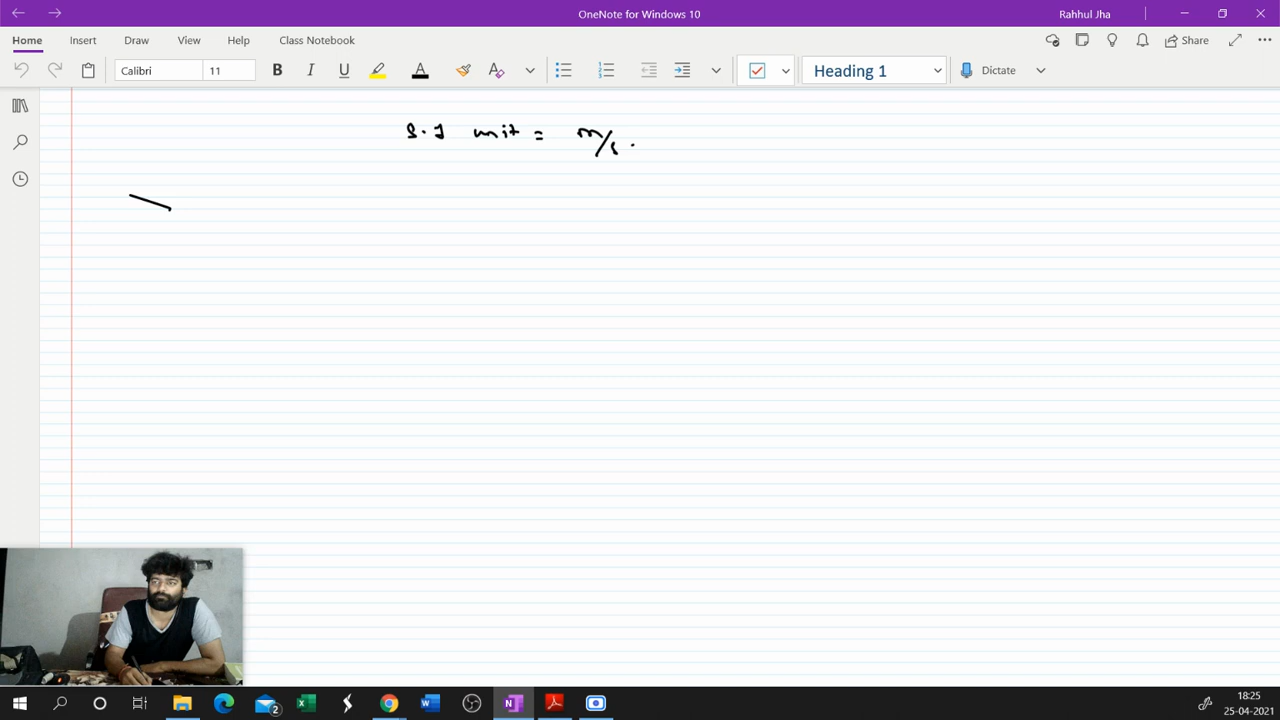 OneNote for Windows 10
Rahhul Jha
Home Insert Draw View Help Class Notebook
Share
Calibri 11 B I U A Heading 1 Dictate
S.I unit = m/s.
2
18:25
25-04-2021